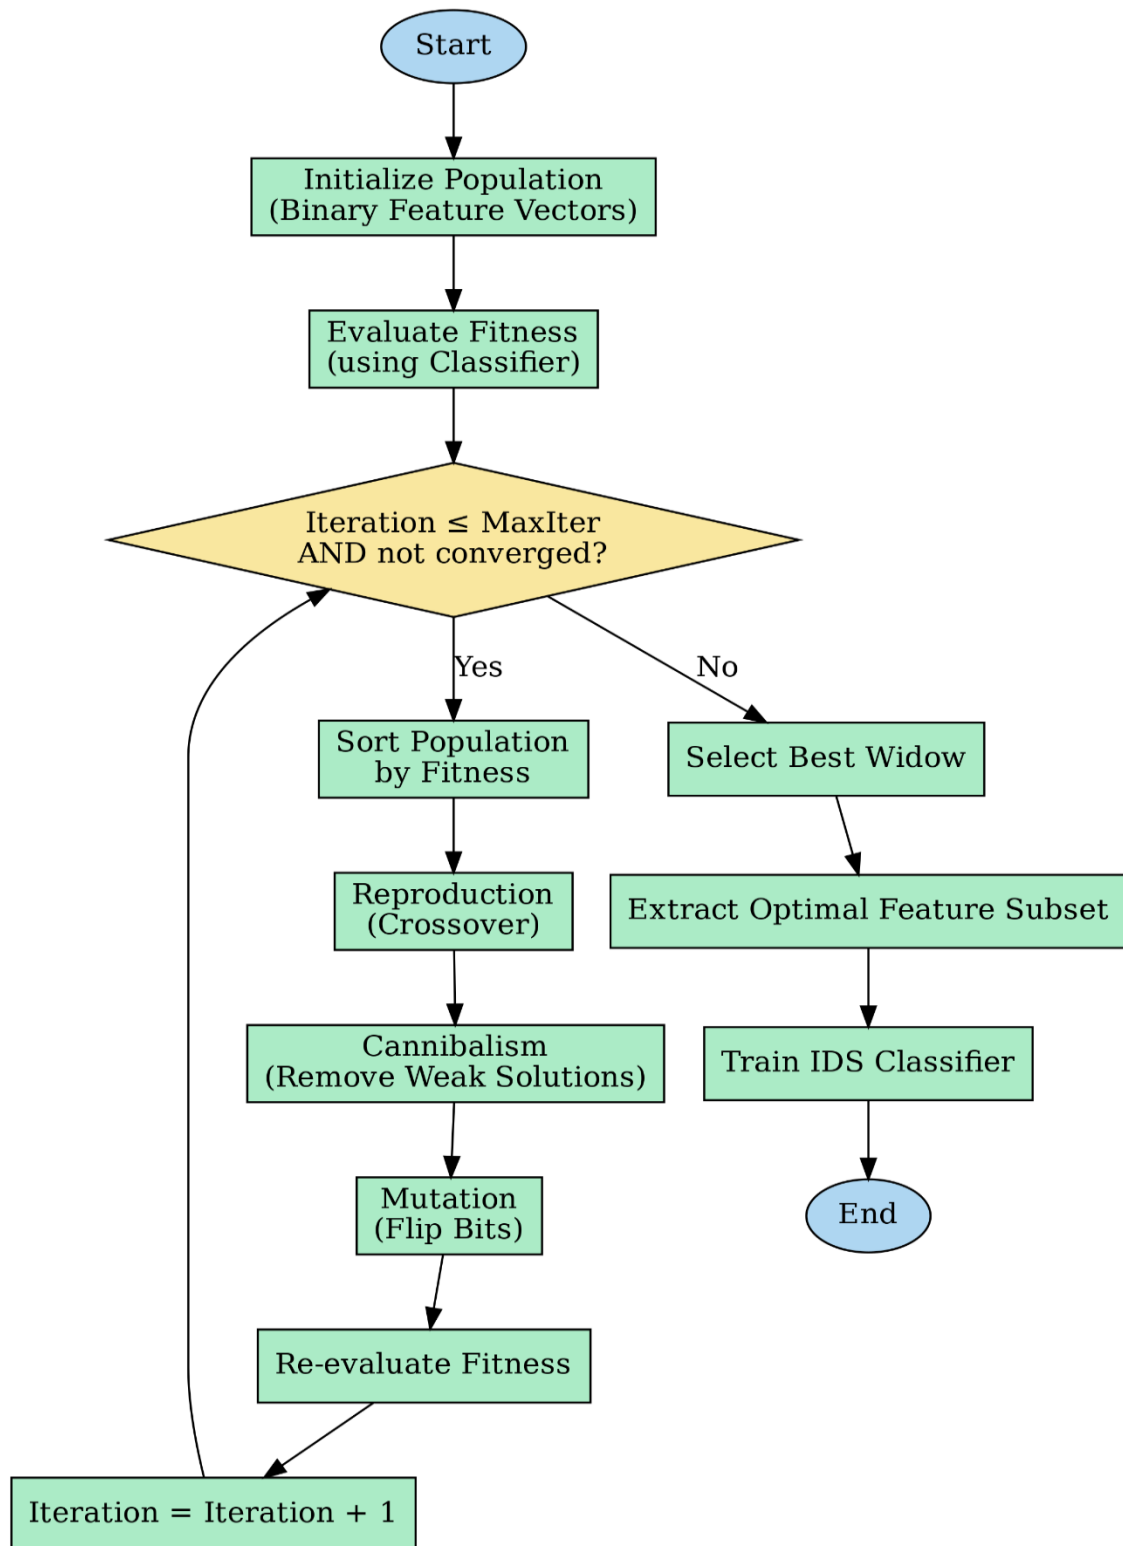 Start
Initialize Population
(Binary Feature Vectors)
Evaluate Fitness
(using Classifier)
Iteration ≤ MaxIter
AND not converged?
Yes
No
Sort Population
by Fitness
Select Best Widow
Reproduction
(Crossover)
Extract Optimal Feature Subset
Cannibalism
(Remove Weak Solutions)
Train IDS Classifier
Mutation
(Flip Bits)
End
Re-evaluate Fitness
Iteration = Iteration + 1